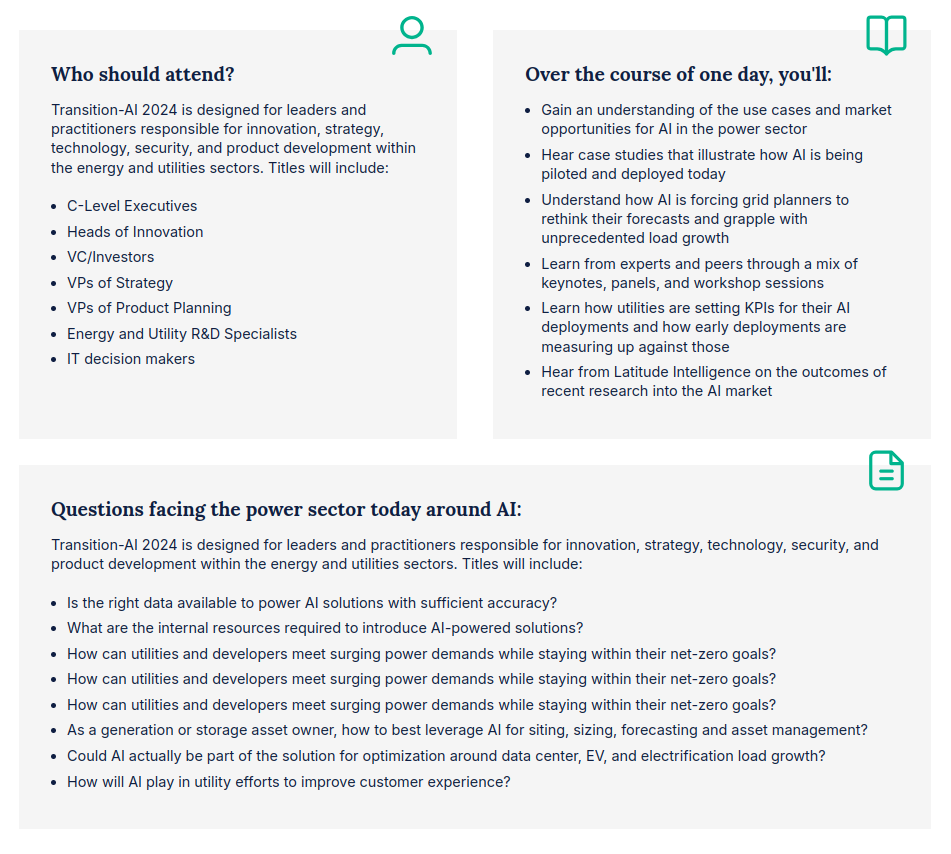 Who should attend?
Transition-AI 2024 is designed for leaders and
practitioners responsible for innovation, strategy,
technology, security, and product development within
the energy and utilities sectors. Titles will include:
• C-Level Executives
• Heads of Innovation
• VC/Investors
• VPs of Strategy
• VPs of Product Planning
• Energy and Utility R&D Specialists
• IT decision makers
Over the course of one day, you'll:
• Gain an understanding of the use cases and market
opportunities for AI in the power sector
• Hear case studies that illustrate how AI is being
piloted and deployed today
• Understand how AI is forcing grid planners to
rethink their forecasts and grapple with
unprecedented load growth
• Learn from experts and peers through a mix of
keynotes, panels, and workshop sessions
• Learn how utilities are setting KPIs for their AI
deployments and how early deployments are
measuring up against those
• Hear from Latitude Intelligence on the outcomes of
recent research into the AI market
Questions facing the power sector today around AI:
Transition-AI 2024 is designed for leaders and practitioners responsible for innovation, strategy, technology, security, and
product development within the energy and utilities sectors. Titles will include:
• Is the right data available to power AI solutions with sufficient accuracy?
• What are the internal resources required to introduce AI-powered solutions?
• How can utilities and developers meet surging power demands while staying within their net-zero goals?
• How can utilities and developers meet surging power demands while staying within their net-zero goals?
• How can utilities and developers meet surging power demands while staying within their net-zero goals?
• As a generation or storage asset owner, how to best leverage AI for siting, sizing, forecasting and asset management?
• Could AI actually be part of the solution for optimization around data center, EV, and electrification load growth?
• How will AI play in utility efforts to improve customer experience?